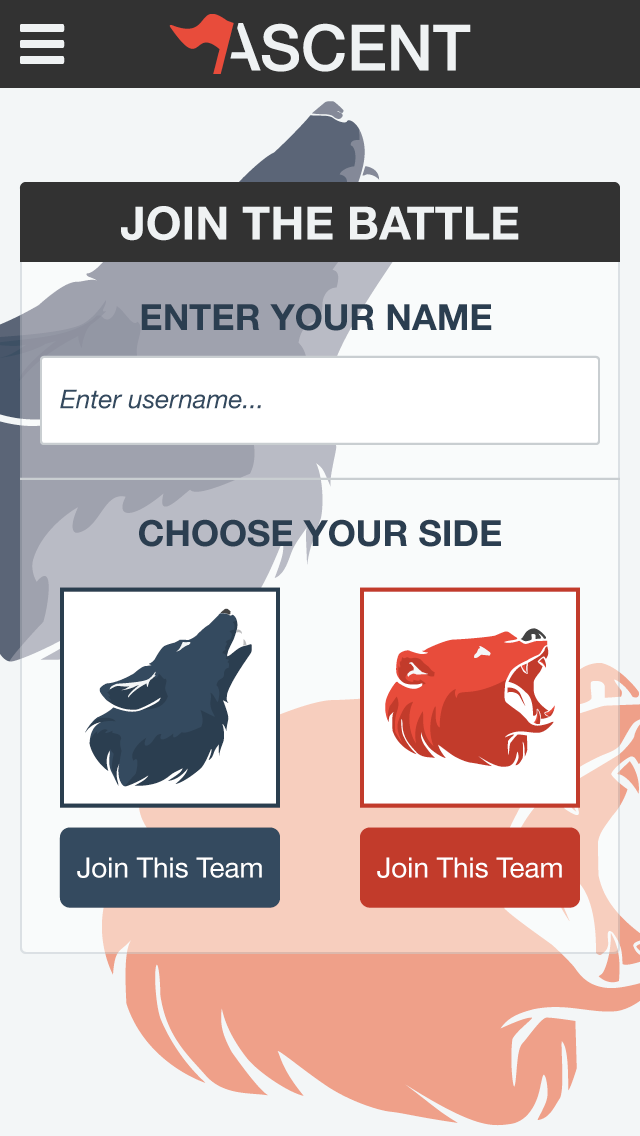 ASCENT
JOIN THE BATTLE
ENTER YOUR NAME
Enter username...
CHOOSE YOUR SIDE
Join This Team
Join This Team